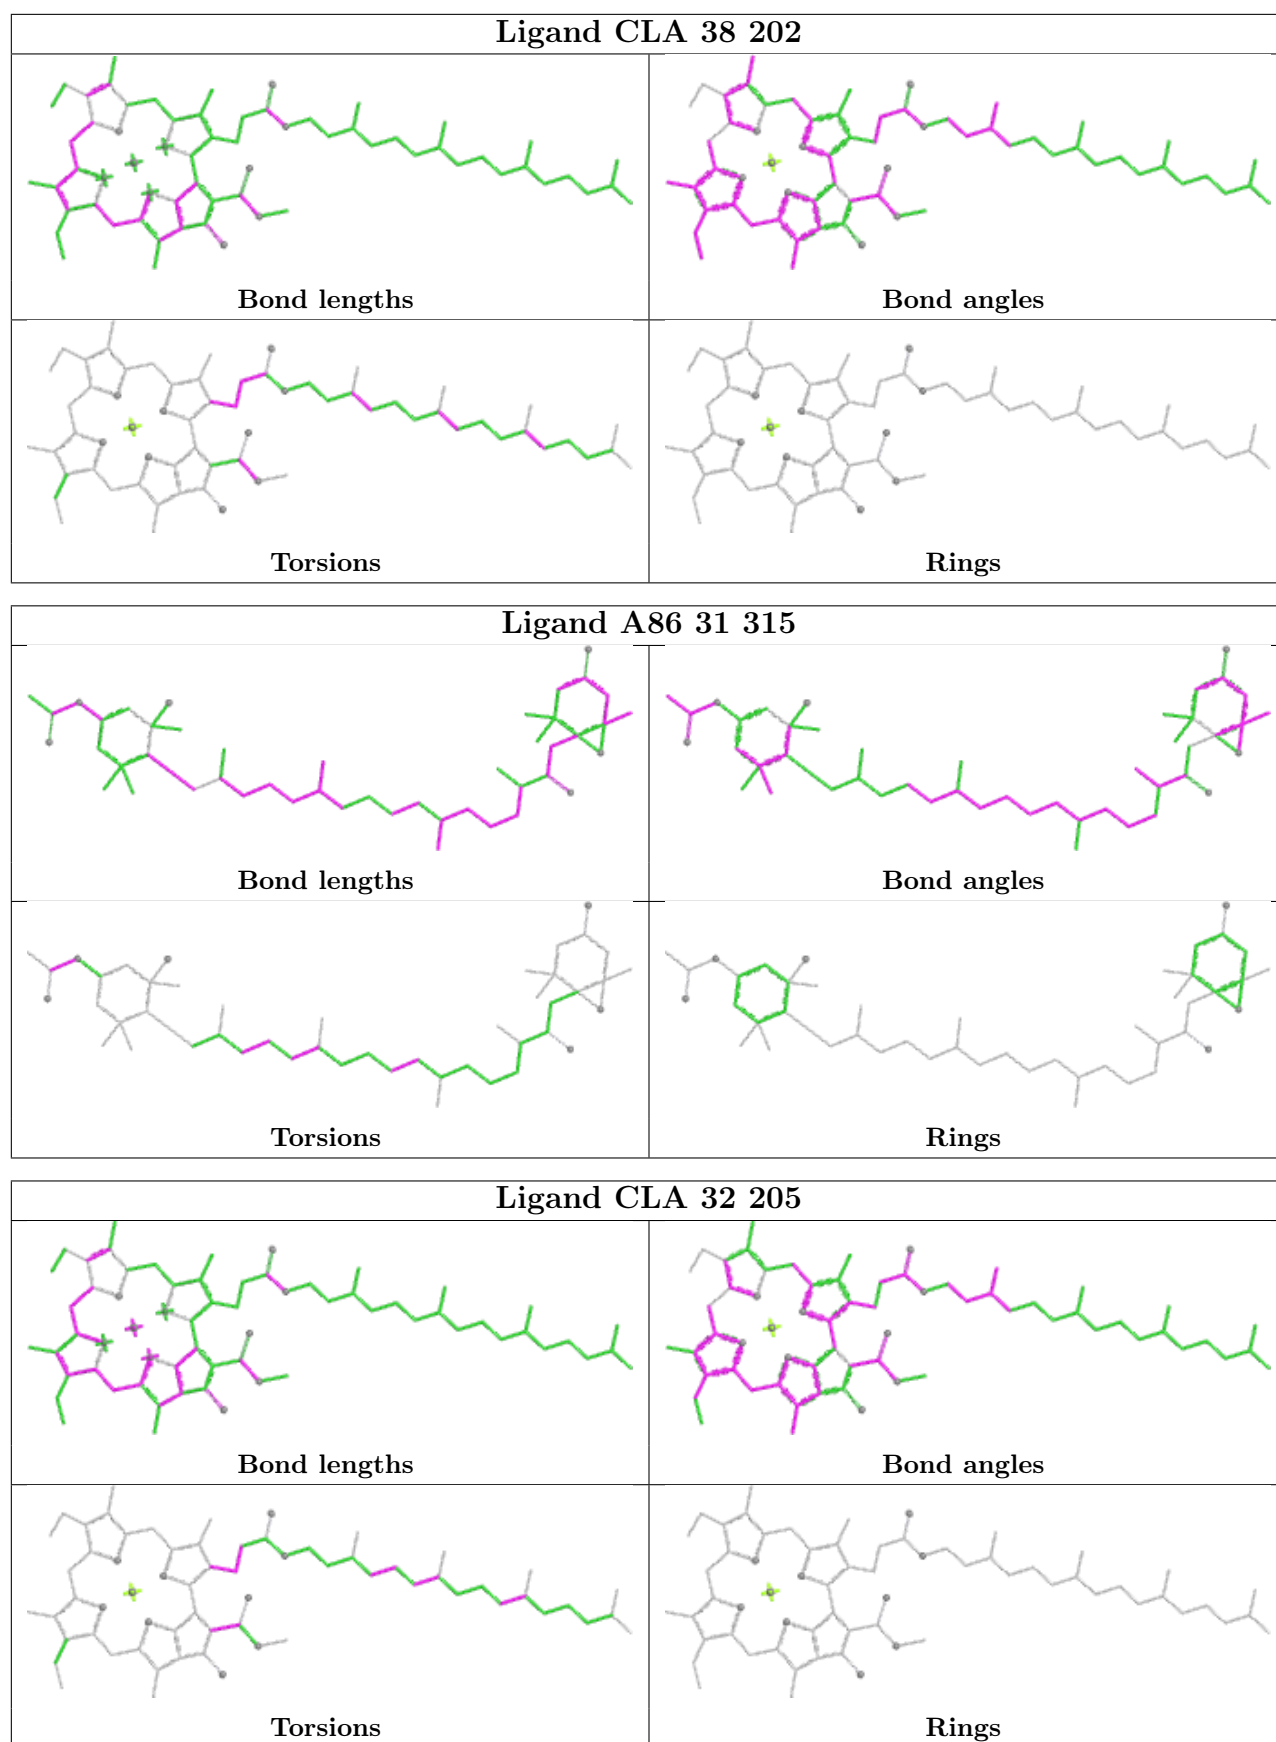 Ligand CLA 38 202
Bond lengths
Bond angles
Torsions
Rings
Ligand A86 31 315
Bond lengths
Bond angles
Torsions
Rings
Ligand CLA 32 205
Bond lengths
Bond angles
Torsions
Rings